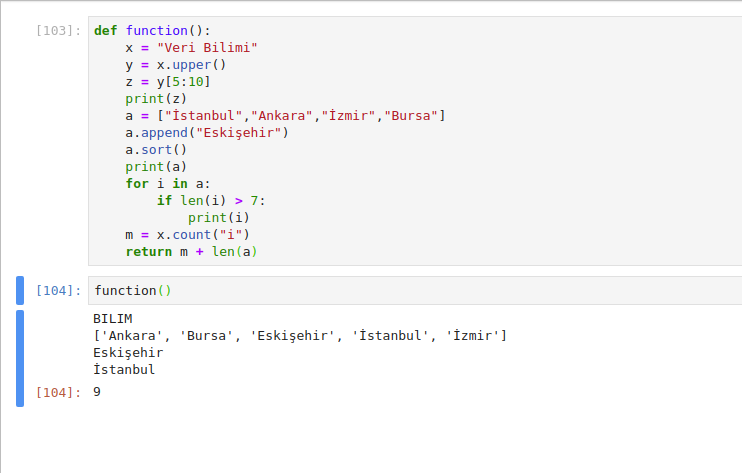 [103]: def function():
    x = "Veri Bilimi"
    y = x.upper()
    z = y[5:10]
    print(z)
    a = ["İstanbul","Ankara","İzmir","Bursa"]
    a.append("Eskişehir")
    a.sort()
    print(a)
    for i in a:
        if len(i) > 7:
            print(i)
    m = x.count("i")
    return m + len(a)
[104]: function()
BILIM
['Ankara', 'Bursa', 'Eskişehir', 'İstanbul', 'İzmir']
Eskişehir
İstanbul
[104]: 9